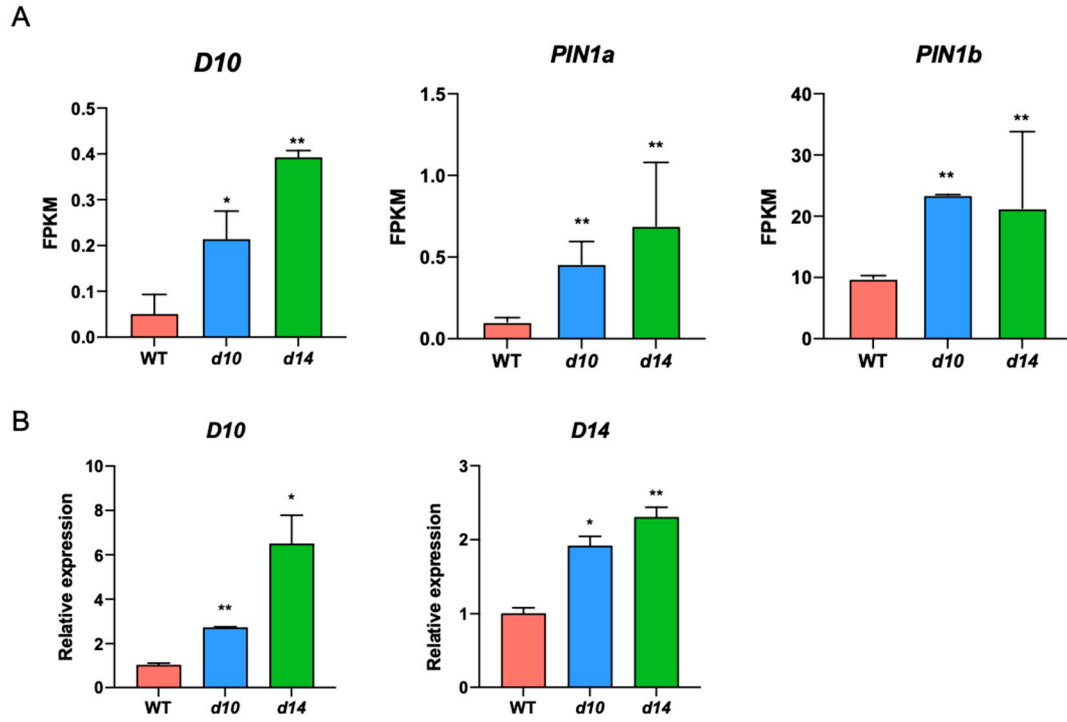 A
D10
FPKM
0.5
0.4
0.3
0.2
0.1
0.0
*
**
WT d10 d14
PIN1a
FPKM
1.5
1.0
0.5
0.0
**
**
WT d10 d14
PIN1b
FPKM
40
30
20
10
0
**
**
WT d10 d14
B
D10
Relative expression
10
8
6
4
2
0
**
*
WT d10 d14
D14
Relative expression
3
2
1
0
*
**
WT d10 d14